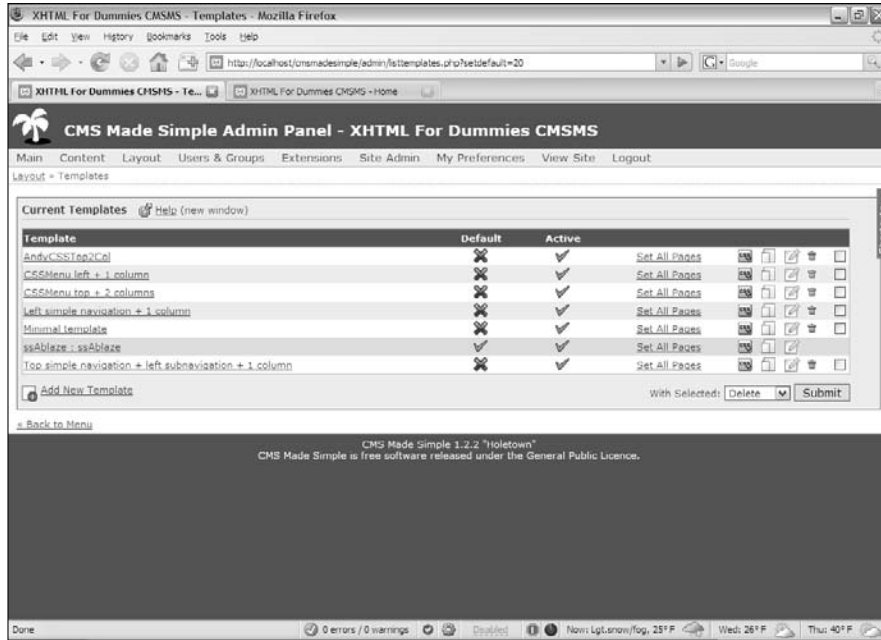 XHTML For Dummies CMSMS - Templates - Mozilla Firefox
File Edit View History Bookmarks Tools Help
http://localhost/cmsmadesimple/admin/listtemplates.php?setdefault=20
Google
XHTML For Dummies CMSMS - Te...
XHTML For Dummies CMSMS - Home
CMS Made Simple Admin Panel - XHTML For Dummies CMSMS
Main Content Layout Users & Groups Extensions Site Admin My Preferences View Site Logout
Layout » Templates
Current Templates Help (new window)
Template Default Active
AndyCSSTop2Col Set All Pages
CSSMenu left + 1 column Set All Pages
CSSMenu top + 2 columns Set All Pages
Left simple navigation + 1 column Set All Pages
Minimal template Set All Pages
ssAblaze : ssAblaze Set All Pages
Top simple navigation + left subnavigation + 1 column Set All Pages
Add New Template With Selected: Delete Submit
« Back to Menu
CMS Made Simple 1.2.2 "Holetown"
CMS Made Simple is free software released under the General Public Licence.
Done 0 errors / 0 warnings Disabled Now: Lgt.snow/fog, 25° F Wed: 26° F Thu: 40° F